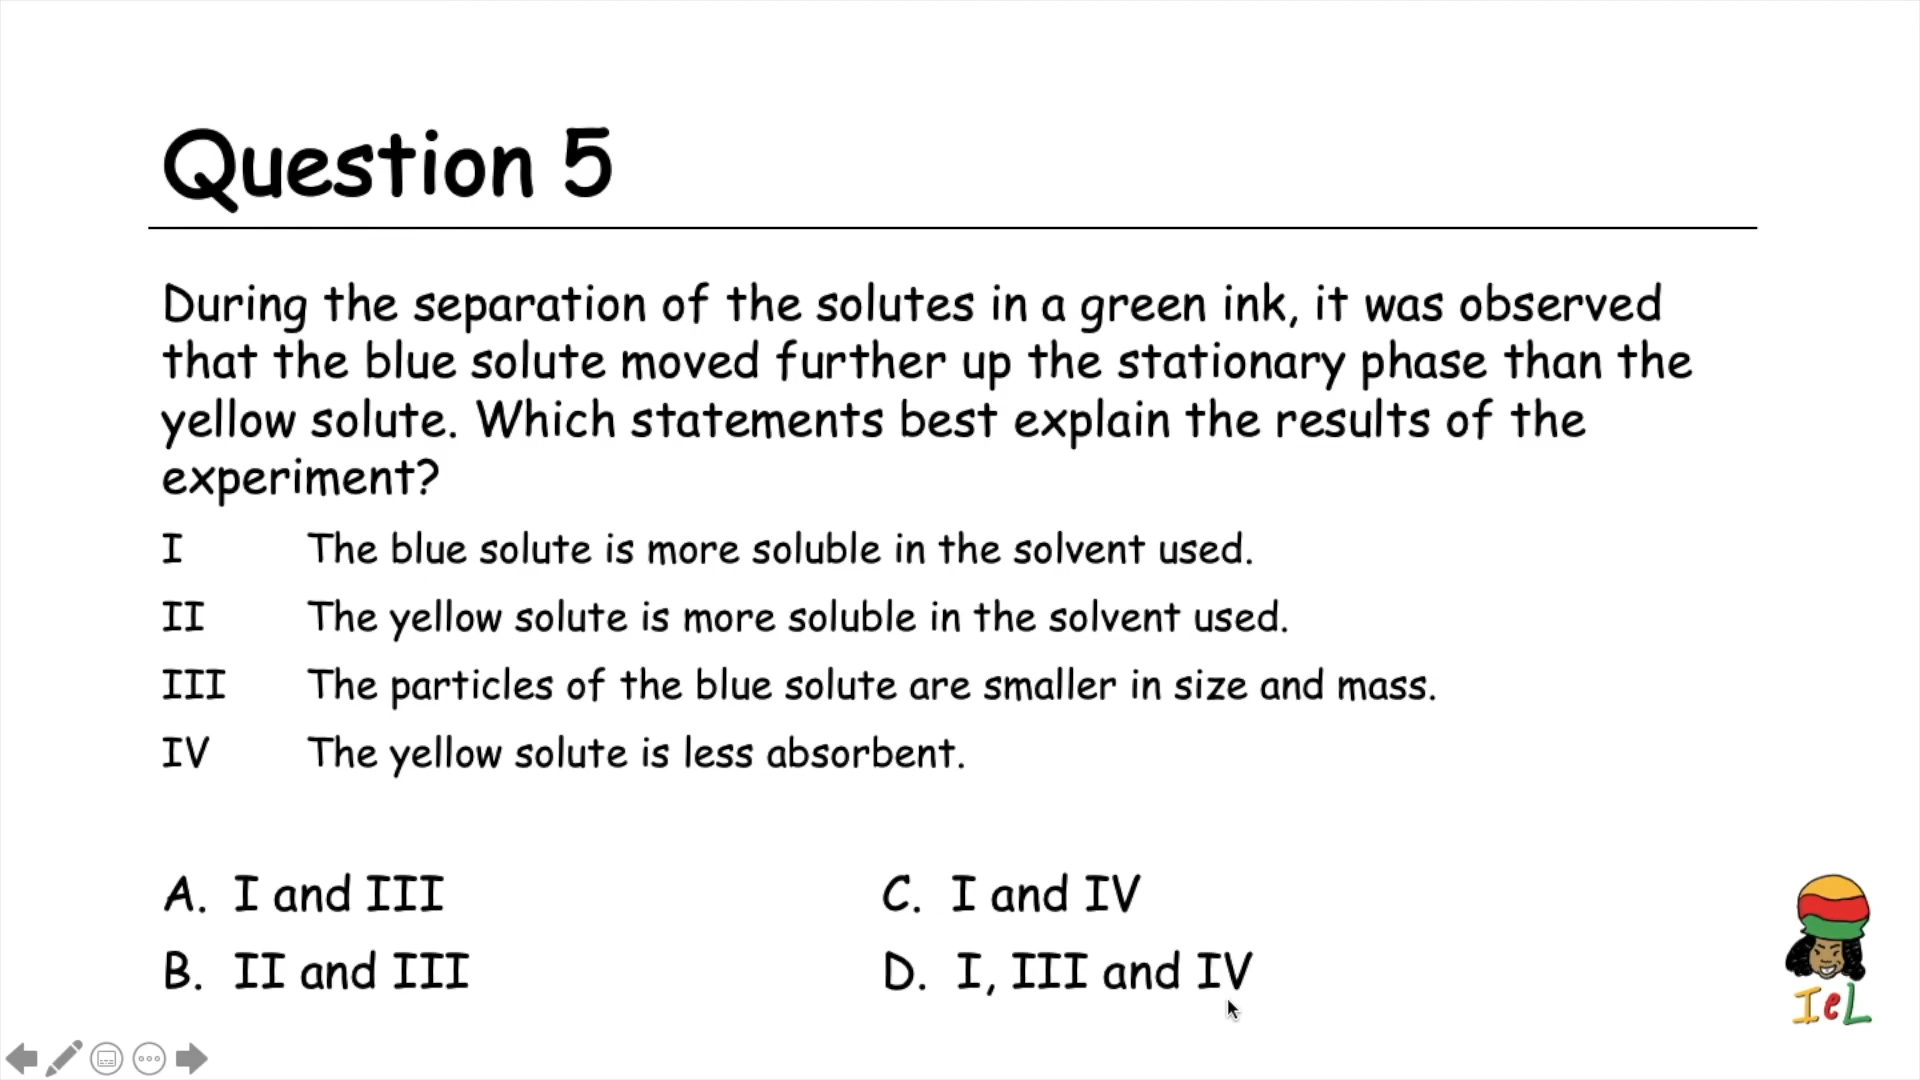 Question 5
During the separation of the solutes in a green ink, it was observed
that the blue solute moved further up the stationary phase than the
yellow solute. Which statements best explain the results of the
experiment?
I The blue solute is more soluble in the solvent used.
II The yellow solute is more soluble in the solvent used.
III The particles of the blue solute are smaller in size and mass.
IV The yellow solute is less absorbent.
A. I and III
B. II and III
C. I and IV
D. I, III and IV
IeL